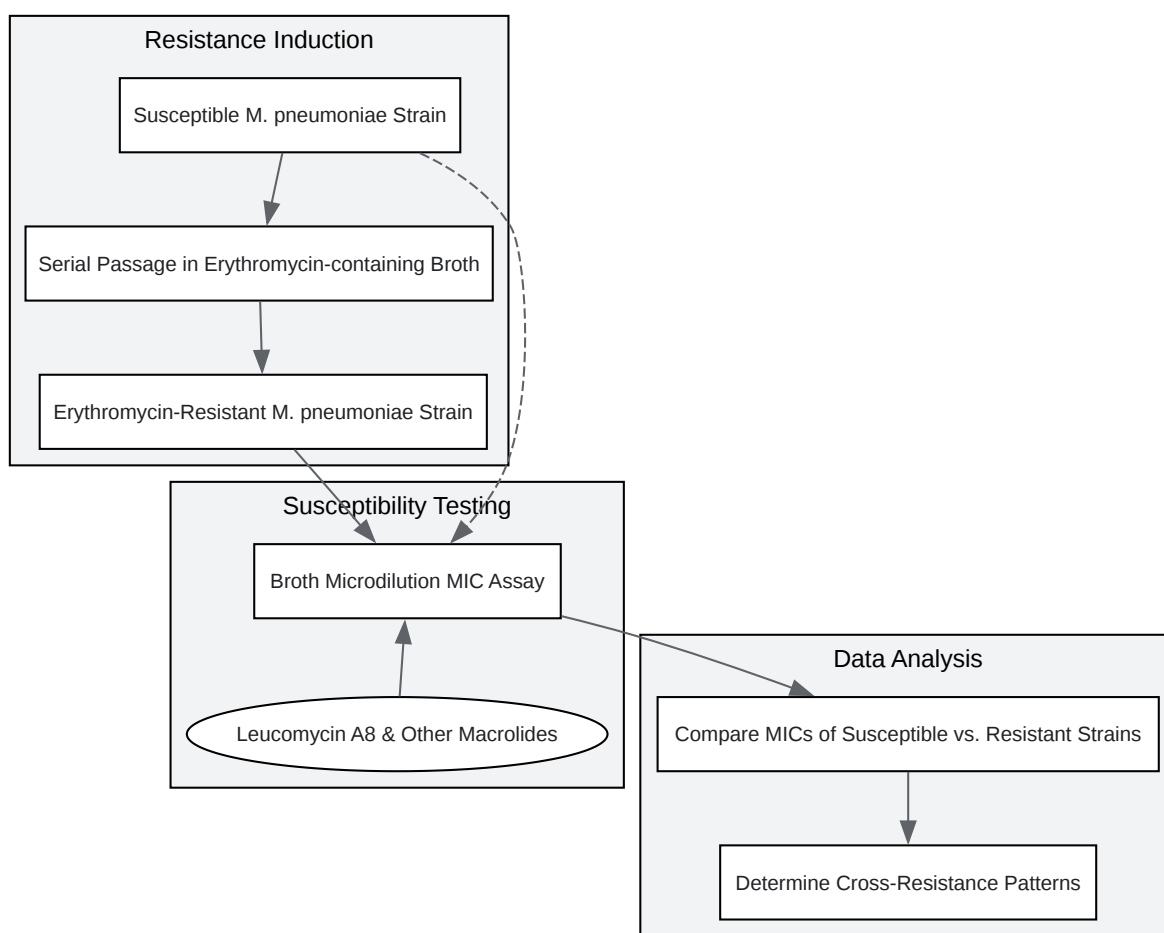 Resistance Induction
Susceptible M. pneumoniae Strain
Serial Passage in Erythromycin-containing Broth
Erythromycin-Resistant M. pneumoniae Strain
Susceptibility Testing
Broth Microdilution MIC Assay
Leucomycin A8 & Other Macrolides
Data Analysis
Compare MICs of Susceptible vs. Resistant Strains
Determine Cross-Resistance Patterns